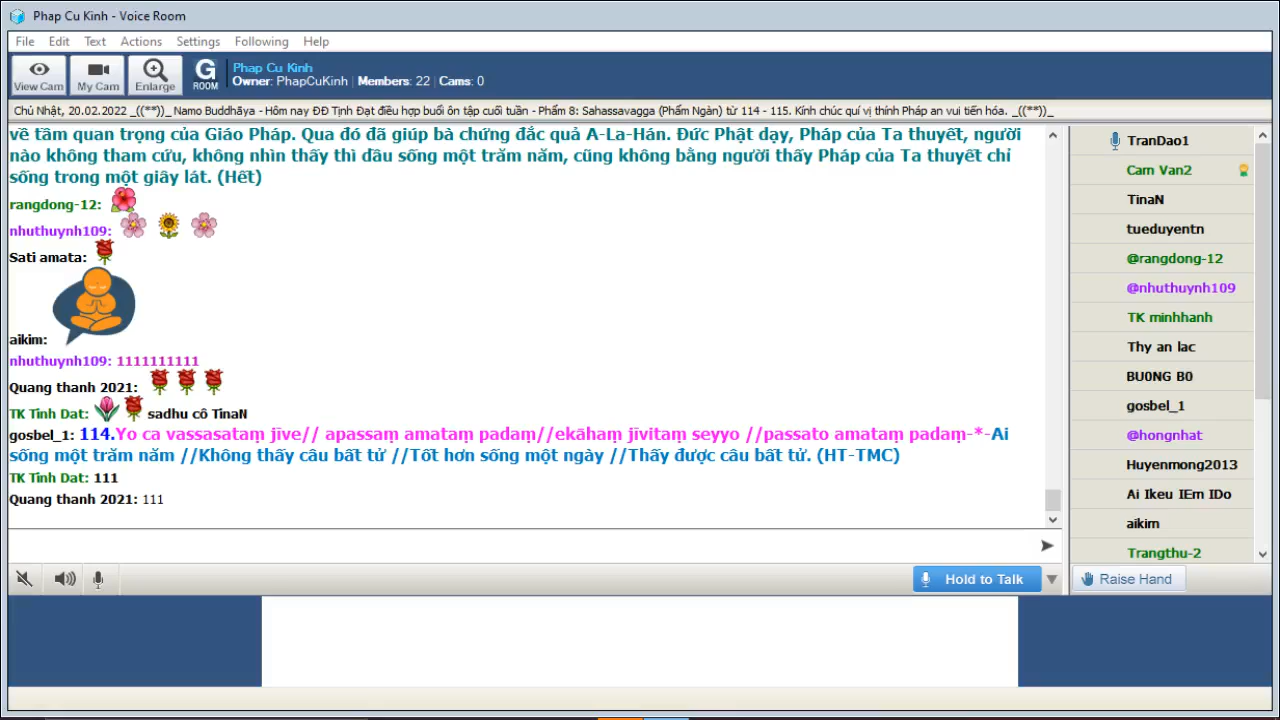 Phap Cu Kinh - Voice Room
File Edit Text Actions Settings Following Help
View Cam My Cam Enlarge G ROOM Phap Cu Kinh
Owner: PhapCuKinh | Members: 22 | Cams: 0
Chủ Nhật, 20.02.2022 _((**))_ Namo Buddhāya - Hôm nay ĐĐ Tịnh Đạt điều hợp buổi ôn tập cuối tuần - Phẩm 8: Sahassavagga (Phẩm Ngàn) từ 114 - 115. Kính chúc quí vị thính Pháp an vui tiến hóa. _((**))_
về tầm quan trọng của Giáo Pháp. Qua đó đã giúp bà chứng đắc quả A-La-Hán. Đức Phật dạy, Pháp của Ta thuyết, người
nào không tham cứu, không nhìn thấy thì dầu sống một trăm năm, cũng không bằng người thấy Pháp của Ta thuyết chỉ
sống trong một giây lát. (Hết)
rangdong-12:
nhuthuynh109:
Sati amata:
aikim:
nhuthuynh109: 1111111111
Quang thanh 2021:
TK Tinh Dat: sadhu cô TinaN
gosbel_1: 114.Yo ca vassasataṃ jīve// apassaṃ amataṃ padaṃ//ekāhaṃ jīvitaṃ seyyo //passato amataṃ padaṃ-*-Ai
sống một trăm năm //Không thấy câu bất tử //Tốt hơn sống một ngày //Thấy được câu bất tử. (HT-TMC)
TK Tinh Dat: 111
Quang thanh 2021: 111
Hold to Talk
TranDao1
Cam Van2
TinaN
tueduyentn
@rangdong-12
@nhuthuynh109
TK minhhanh
Thy an lac
BU0NG B0
gosbel_1
@hongnhat
Huyenmong2013
Ai Ikeu IEm IDo
aikim
Trangthu-2
Raise Hand